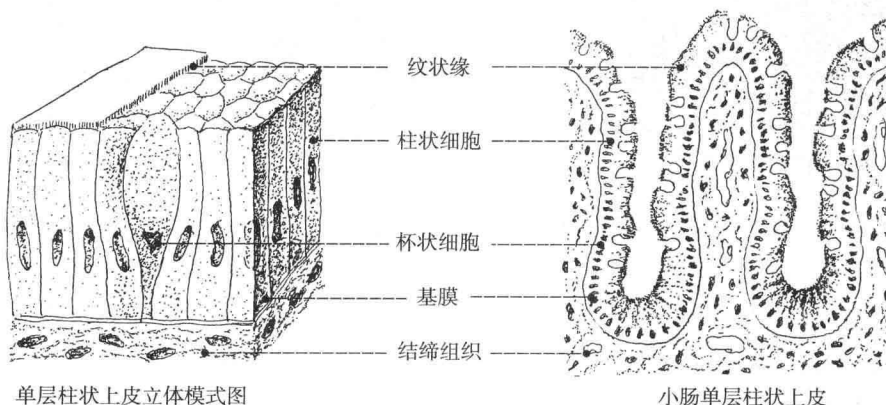 纹状缘
柱状细胞
杯状细胞
基膜
结缔组织
单层柱状上皮立体模式图
小肠单层柱状上皮